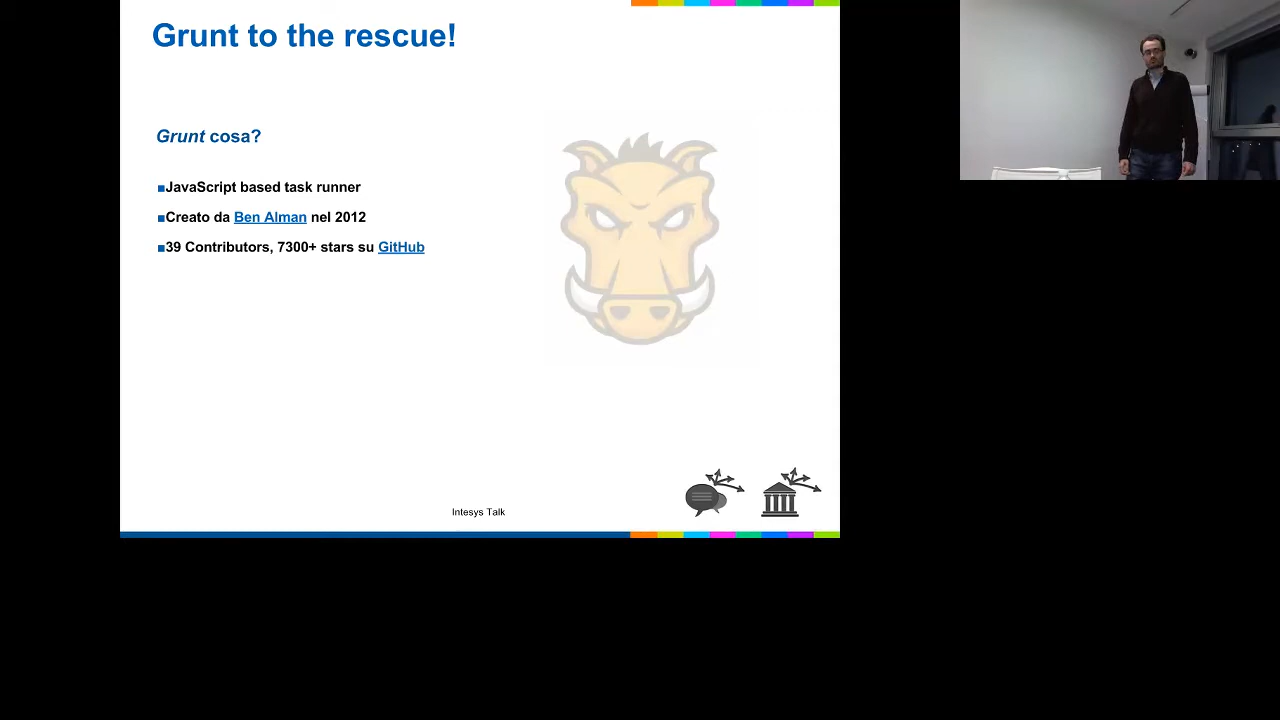 Grunt to the rescue!
Grunt cosa?
■JavaScript based task runner
■Creato da Ben Alman nel 2012
■39 Contributors, 7300+ stars su GitHub
Intesys Talk